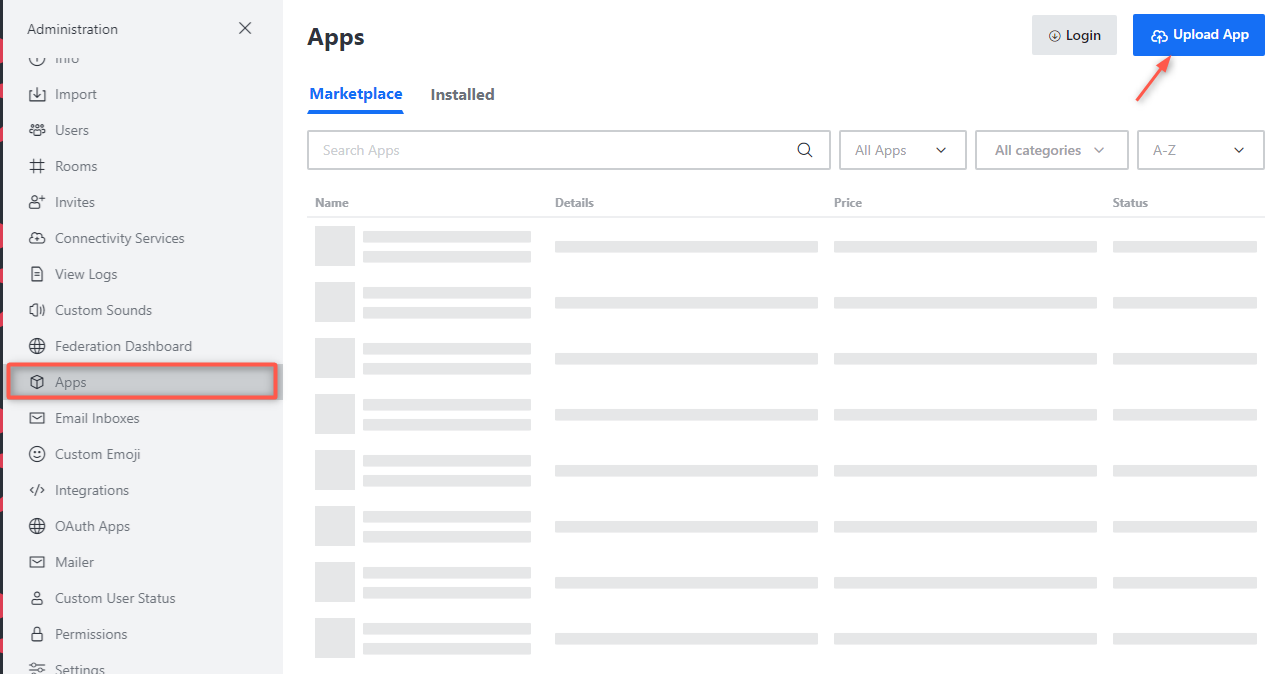 Administration
Info
Import
Users
Rooms
Invites
Connectivity Services
View Logs
Custom Sounds
Federation Dashboard
Apps
Email Inboxes
Custom Emoji
Integrations
OAuth Apps
Mailer
Custom User Status
Permissions
Settings
Apps
Login
Upload App
Marketplace Installed
Search Apps
All Apps
All categories
A-Z
Name Details Price Status